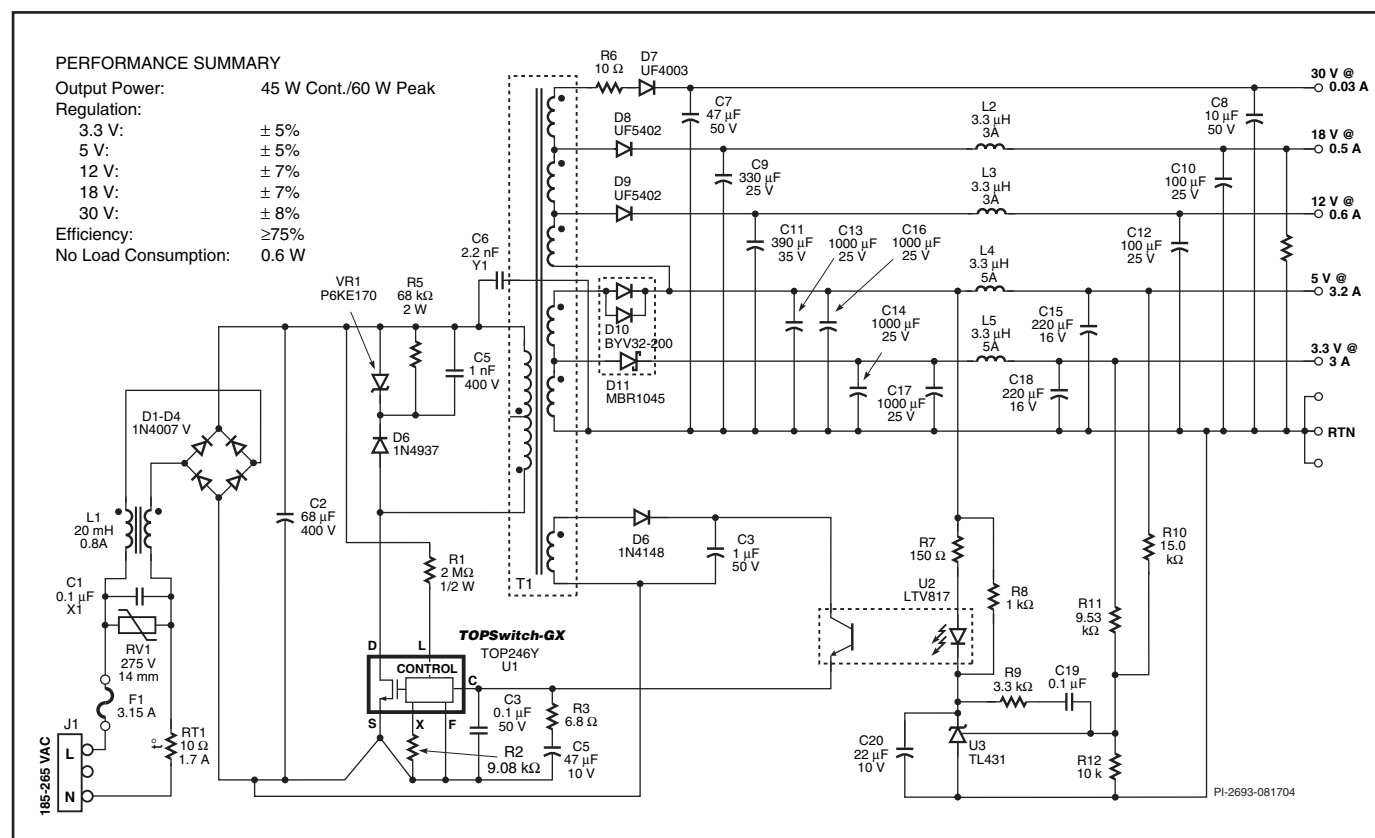 PERFORMANCE SUMMARY
Output Power: 45 W Cont./60 W Peak
Regulation:
3.3 V: ± 5%
5 V: ± 5%
12 V: ± 7%
18 V: ± 7%
30 V: ± 8%
Efficiency: ≥75%
No Load Consumption: 0.6 W
R6
10 Ω
D7
UF4003
C7
47 µF
50 V
L2
3.3 µH
3A
C8
10 µF
50 V
30 V @
0.03 A
D8
UF5402
18 V @
0.5 A
C9
330 µF
25 V
L3
3.3 µH
3A
C10
100 µF
25 V
D9
UF5402
12 V @
0.6 A
C6
2.2 nF
Y1
C11
390 µF
35 V
C13
1000 µF
25 V
C16
1000 µF
25 V
L4
3.3 µH
5A
C12
100 µF
25 V
5 V @
3.2 A
VR1
P6KE170
R5
68 kΩ
2 W
D10
BYV32-200
C14
1000 µF
25 V
L5
3.3 µH
5A
C15
220 µF
16 V
3.3 V @
3 A
C5
1 nF
400 V
D11
MBR1045
C17
1000 µF
25 V
C18
220 µF
16 V
D1-D4
1N4007 V
D6
1N4937
RTN
L1
20 mH
0.8A
C2
68 µF
400 V
R1
2 MΩ
1/2 W
T1
D6
1N4148
C3
1 µF
50 V
R7
150 Ω
R10
15.0
kΩ
U2
LTV817
R8
1 kΩ
R11
9.53
kΩ
C1
0.1 µF
X1
RV1
275 V
14 mm
TOPSwitch-GX
TOP246Y
U1
D
L
CONTROL
C
S
X
F
C3
0.1 µF
50 V
R3
6.8 Ω
R9
3.3 kΩ
C19
0.1 µF
F1
3.15 A
J1
L
N
185-265 VAC
t°
RT1
10 Ω
1.7 A
R2
9.08 kΩ
C5
47 µF
10 V
C20
22 µF
10 V
U3
TL431
R12
10 k
PI-2693-081704